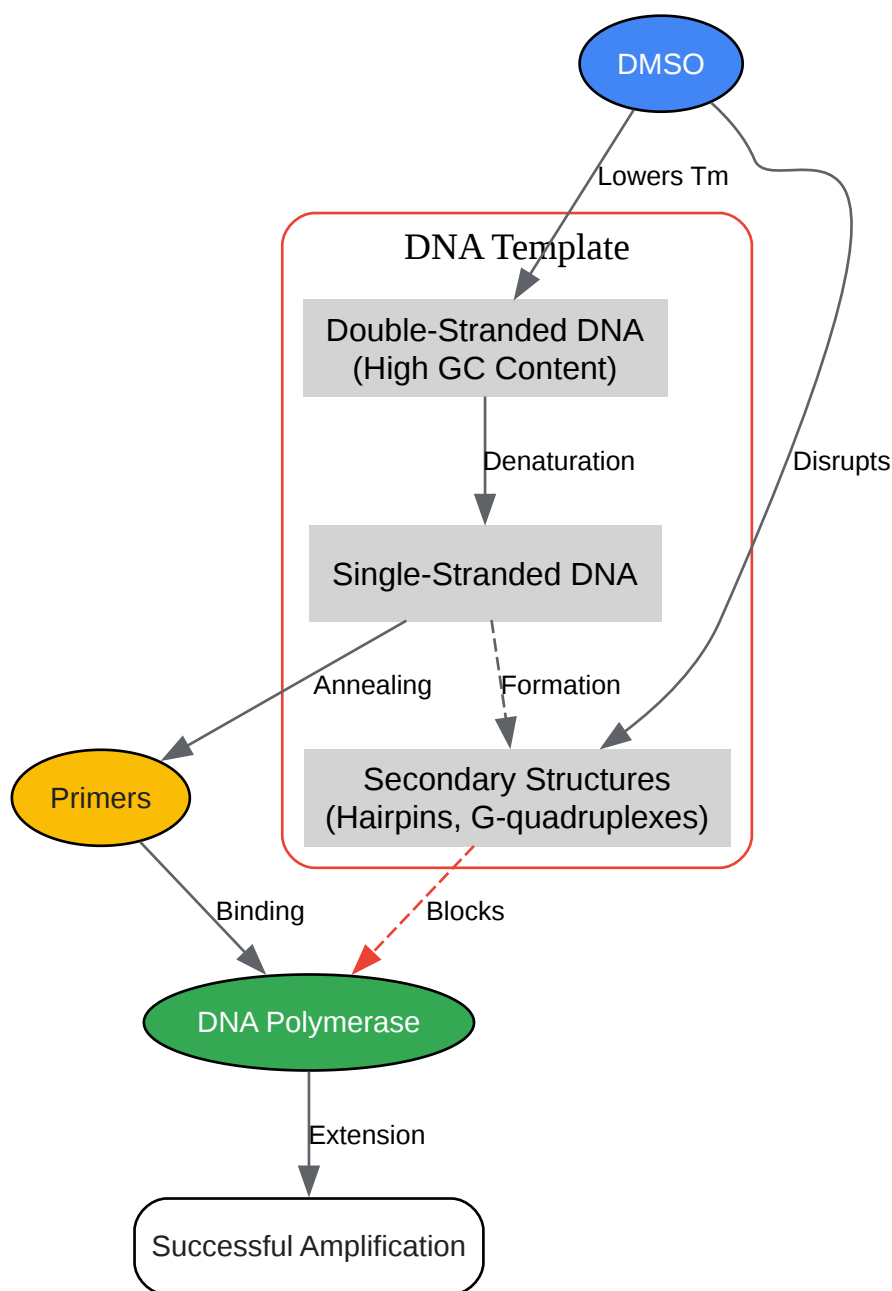 DMSO
Lowers Tm
DNA Template
Double-Stranded DNA
(High GC Content)
Denaturation
Disrupts
Single-Stranded DNA
Annealing
Formation
Primers
Secondary Structures
(Hairpins, G-quadruplexes)
Binding
Blocks
DNA Polymerase
Extension
Successful Amplification